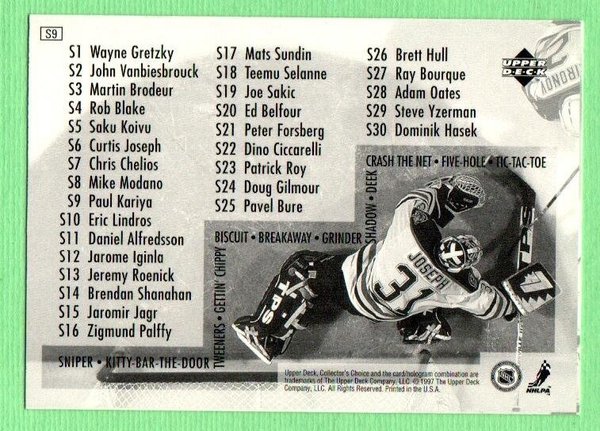 S9
S1 Wayne Gretzky
S2 John Vanbiesbrouck
S3 Martin Brodeur
S4 Rob Blake
S5 Saku Koivu
S6 Curtis Joseph
S7 Chris Chelios
S8 Mike Modano
S9 Paul Kariya
S10 Eric Lindros
S11 Daniel Alfredsson
S12 Jarome Iginla
S13 Jeremy Roenick
S14 Brendan Shanahan
S15 Jaromir Jagr
S16 Zigmund Palffy
S17 Mats Sundin
S18 Teemu Selanne
S19 Joe Sakic
S20 Ed Belfour
S21 Peter Forsberg
S22 Dino Ciccarelli
S23 Patrick Roy
S24 Doug Gilmour
S25 Pavel Bure
S26 Brett Hull
S27 Ray Bourque
S28 Adam Oates
S29 Steve Yzerman
S30 Dominik Hasek
UPPER
DECK
IRONOV
CRASH THE NET • FIVE-HOLE • TIC-TAC-TOE
SHADOW • DEEK
BISCUIT • BREAKAWAY • GRINDER
TWEENERS • GETTIN' CHIPPY
SNIPER • KITTY-BAR-THE-DOOR
JOSEPH
31
TPS
TPS
Upper Deck, Collector's Choice and the card/hologram combination are
trademarks of The Upper Deck Company, LLC. © 1997 The Upper Deck
Company, LLC. All Rights Reserved. Printed in the U.S.A.
NHL
NHLPA